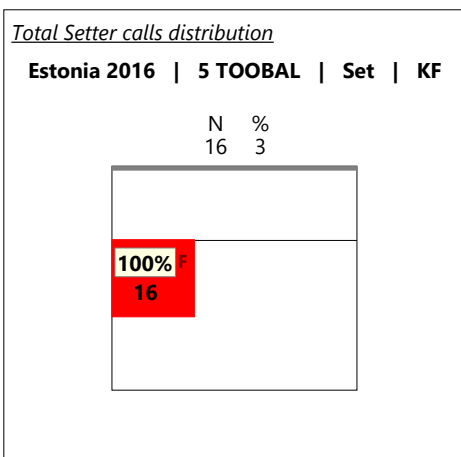 Total Setter calls distribution
Estonia 2016 | 5 TOOBAL | Set | KF
N %
16 3
100% F
16